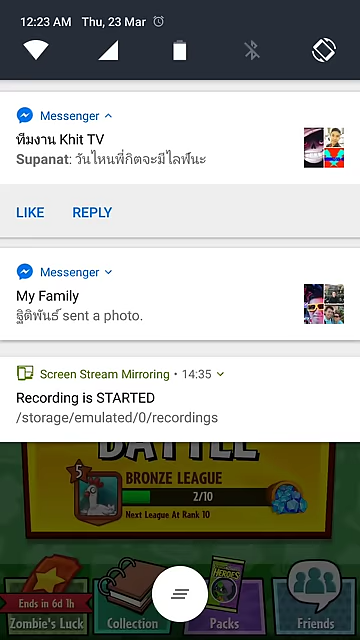 12:23 AM Thu, 23 Mar
Messenger
ทีมงาน Khit TV
Supanat: วันไหนพี่กิตจะมีไลฟ์นะ
LIKE REPLY
Messenger
My Family
ฐิติพันธ์ sent a photo.
Screen Stream Mirroring • 14:35
Recording is STARTED
/storage/emulated/0/recordings
BATTLE
5
BRONZE LEAGUE
2/10
Next League At Rank 10
HEROES
Ends in 6d 1h
Zombie's Luck Collection Packs Friends